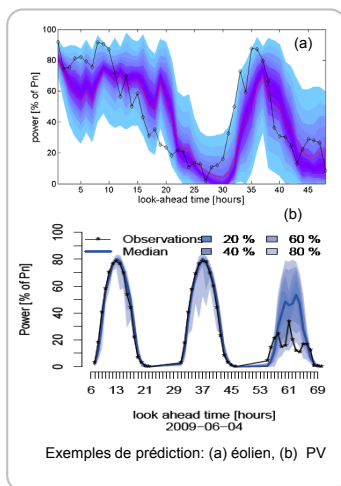 (a)
100
80
60
40
20
0
power [% of Pn]
5 10 15 20 25 30 35 40 45
look-ahead time [hours]
(b)
Observations 20 % 60 %
Median 40 % 80 %
Power [% of Pn]
100
80
60
40
20
0
6 13 21 29 37 45 53 61 69
look ahead time [hours]
2009-06-04
Exemples de prédiction: (a) éolien, (b) PV